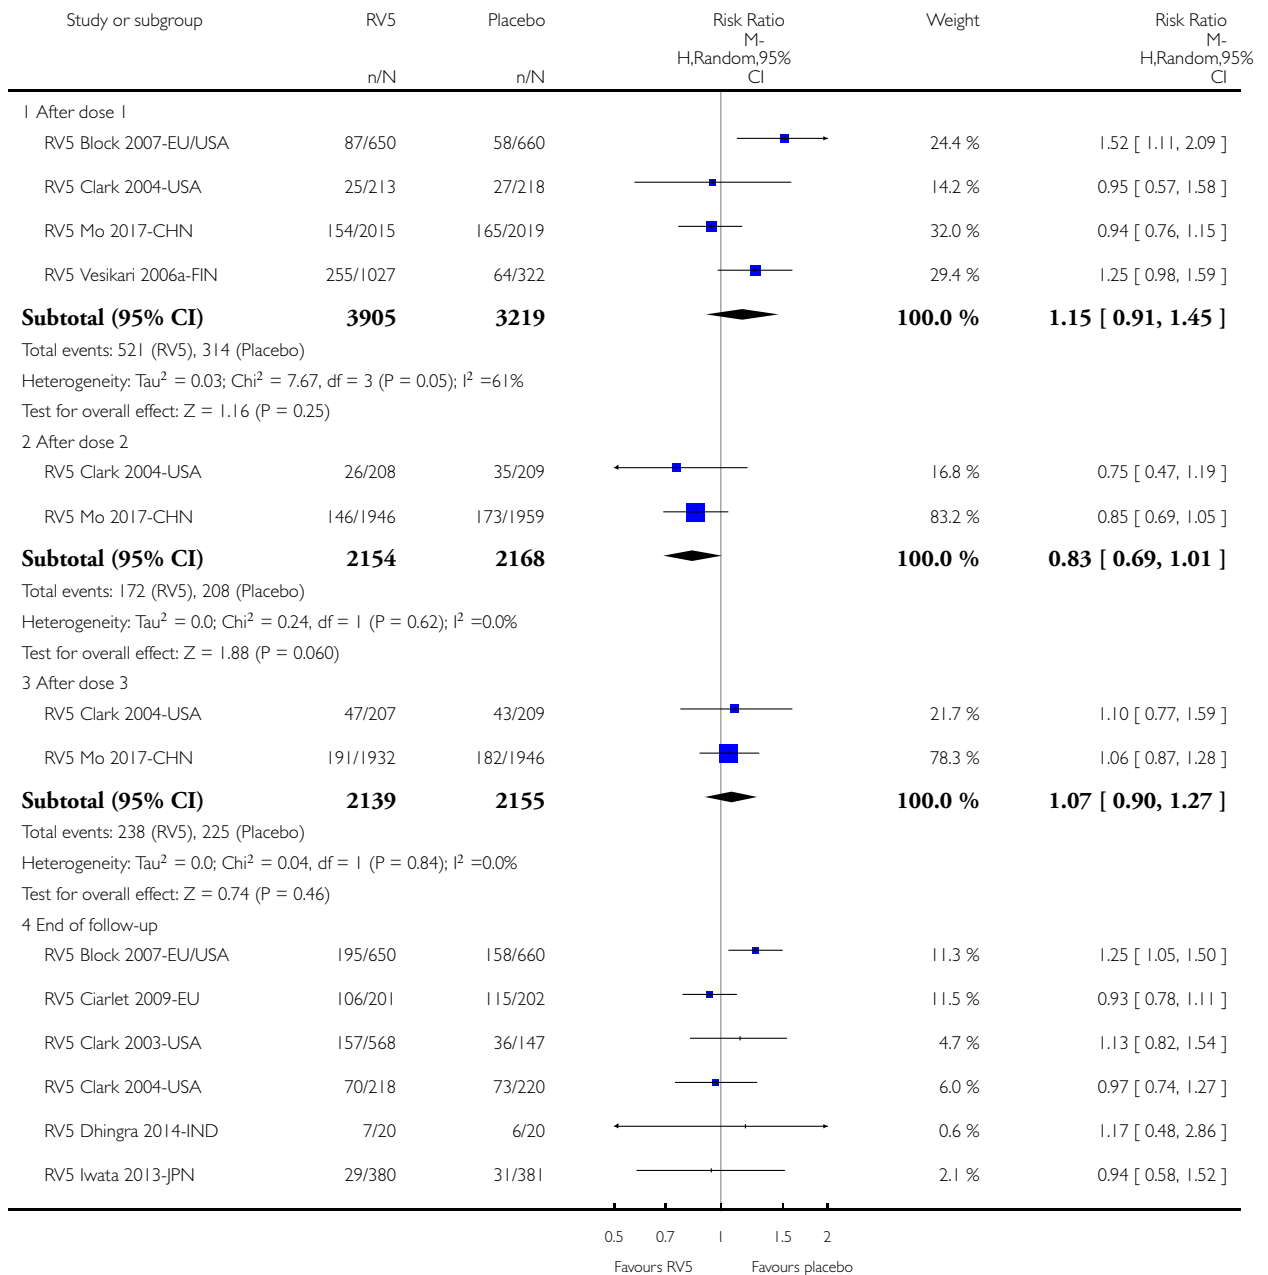 Study or subgroup RV5 Placebo Risk Ratio Weight Risk Ratio
M- M-
H,Random,95% H,Random,95%
n/N n/N CI CI
1 After dose 1
RV5 Block 2007-EU/USA 87/650 58/660 24.4 % 1.52 [ 1.11, 2.09 ]
RV5 Clark 2004-USA 25/213 27/218 14.2 % 0.95 [ 0.57, 1.58 ]
RV5 Mo 2017-CHN 154/2015 165/2019 32.0 % 0.94 [ 0.76, 1.15 ]
RV5 Vesikari 2006a-FIN 255/1027 64/322 29.4 % 1.25 [ 0.98, 1.59 ]
Subtotal (95% CI) 3905 3219 100.0 % 1.15 [ 0.91, 1.45 ]
Total events: 521 (RV5), 314 (Placebo)
Heterogeneity: Tau² = 0.03; Chi² = 7.67, df = 3 (P = 0.05); I² =61%
Test for overall effect: Z = 1.16 (P = 0.25)
2 After dose 2
RV5 Clark 2004-USA 26/208 35/209 16.8 % 0.75 [ 0.47, 1.19 ]
RV5 Mo 2017-CHN 146/1946 173/1959 83.2 % 0.85 [ 0.69, 1.05 ]
Subtotal (95% CI) 2154 2168 100.0 % 0.83 [ 0.69, 1.01 ]
Total events: 172 (RV5), 208 (Placebo)
Heterogeneity: Tau² = 0.0; Chi² = 0.24, df = 1 (P = 0.62); I² =0.0%
Test for overall effect: Z = 1.88 (P = 0.060)
3 After dose 3
RV5 Clark 2004-USA 47/207 43/209 21.7 % 1.10 [ 0.77, 1.59 ]
RV5 Mo 2017-CHN 191/1932 182/1946 78.3 % 1.06 [ 0.87, 1.28 ]
Subtotal (95% CI) 2139 2155 100.0 % 1.07 [ 0.90, 1.27 ]
Total events: 238 (RV5), 225 (Placebo)
Heterogeneity: Tau² = 0.0; Chi² = 0.04, df = 1 (P = 0.84); I² =0.0%
Test for overall effect: Z = 0.74 (P = 0.46)
4 End of follow-up
RV5 Block 2007-EU/USA 195/650 158/660 11.3 % 1.25 [ 1.05, 1.50 ]
RV5 Ciarlet 2009-EU 106/201 115/202 11.5 % 0.93 [ 0.78, 1.11 ]
RV5 Clark 2003-USA 157/568 36/147 4.7 % 1.13 [ 0.82, 1.54 ]
RV5 Clark 2004-USA 70/218 73/220 6.0 % 0.97 [ 0.74, 1.27 ]
RV5 Dhingra 2014-IND 7/20 6/20 0.6 % 1.17 [ 0.48, 2.86 ]
RV5 Iwata 2013-JPN 29/380 31/381 2.1 % 0.94 [ 0.58, 1.52 ]
0.5 0.7 1 1.5 2
Favours RV5 Favours placebo